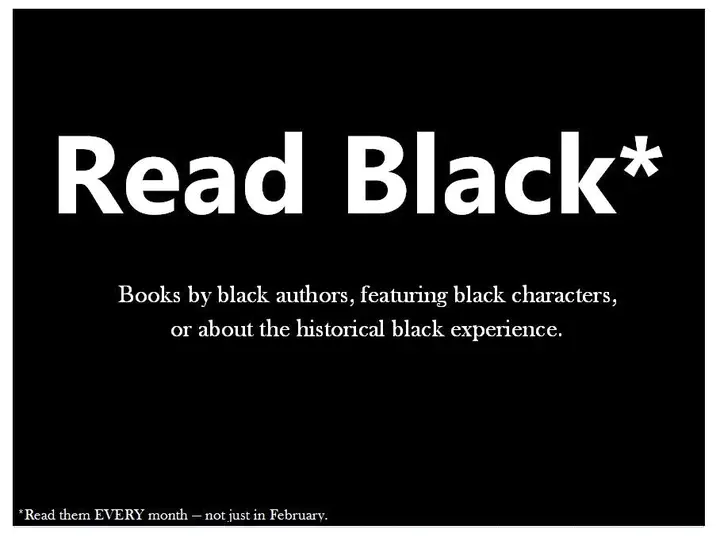 Read Black*
Books by black authors, featuring black characters,
or about the historical black experience.
*Read them EVERY month – not just in February.